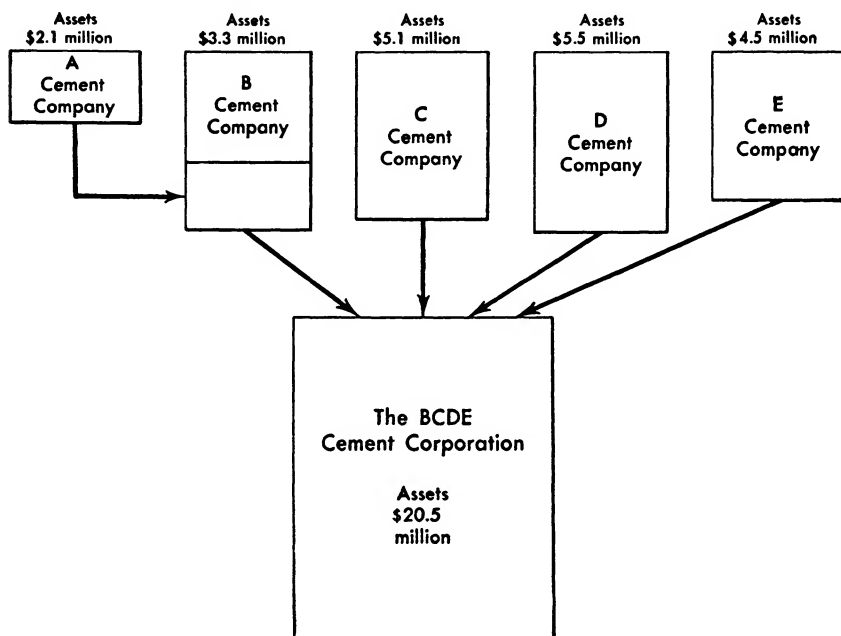 Assets
$2.1 million
A
Cement
Company
Assets
$3.3 million
B
Cement
Company
Assets
$5.1 million
C
Cement
Company
Assets
$5.5 million
D
Cement
Company
Assets
$4.5 million
E
Cement
Company
The BCDE
Cement Corporation
Assets
$20.5
million